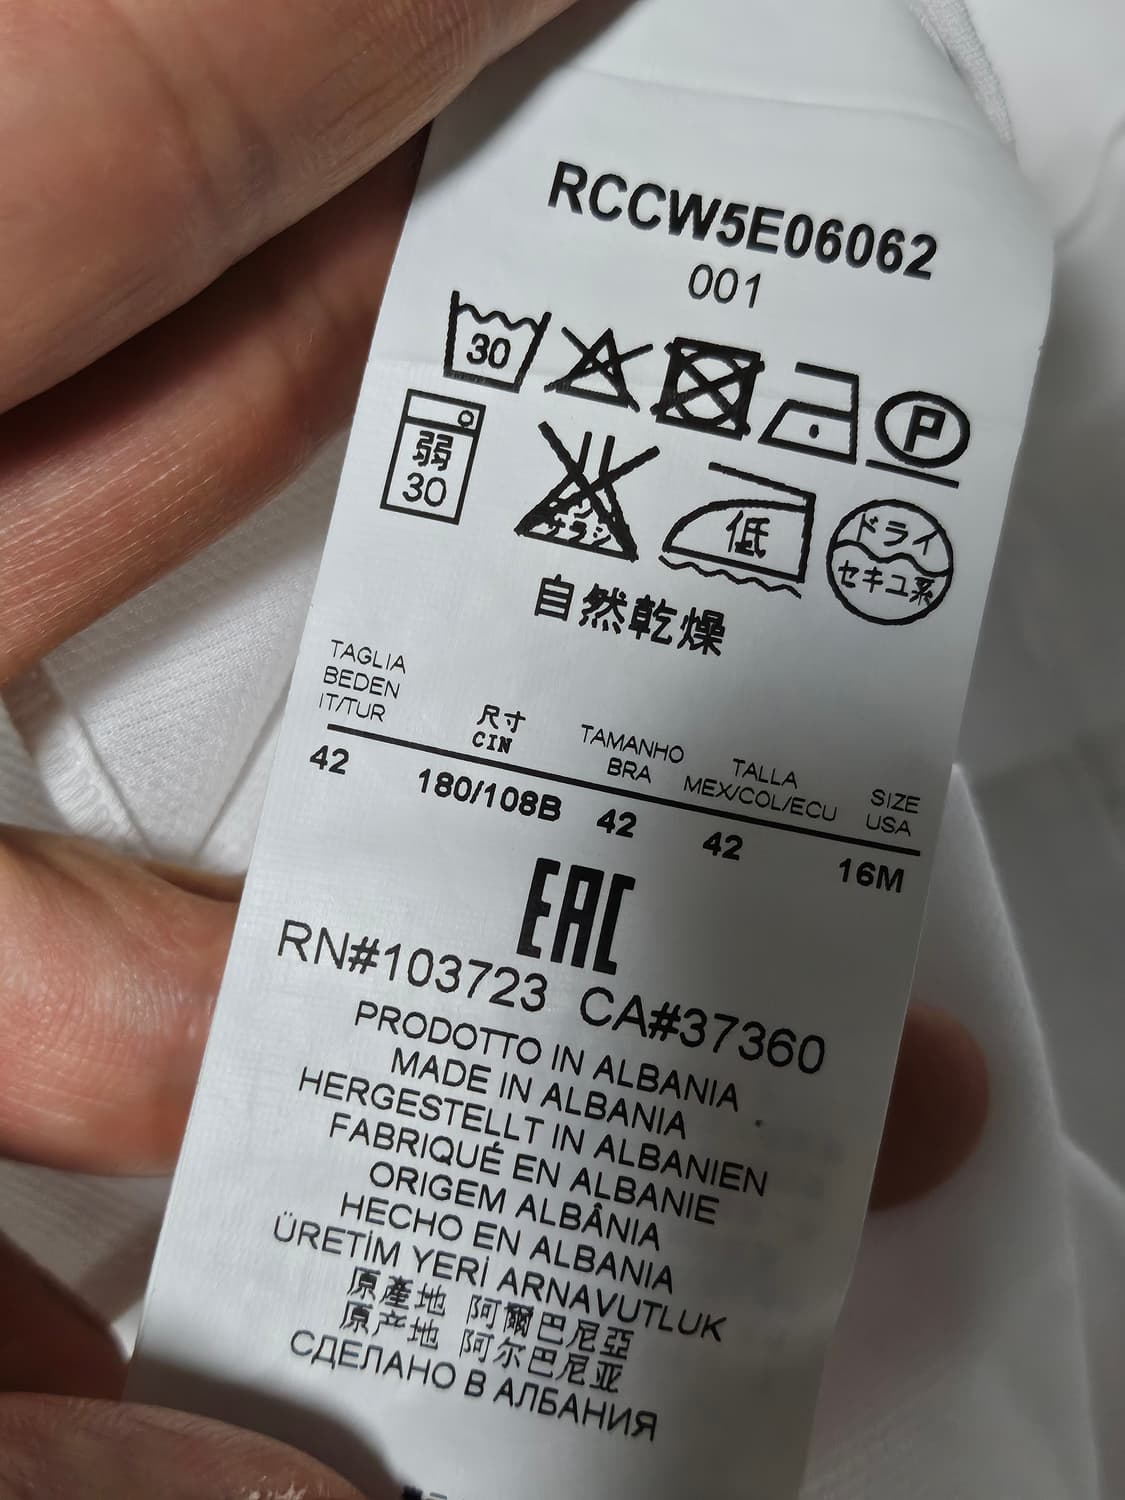 RCCW5E06062
001
30
P
弱
30
エンソ
サラシ
低
ドライ
セキユ系
自然乾燥
TAGLIA
BEDEN
IT/TUR
尺寸
CIN
TAMANHO
BRA
TALLA
MEX/COL/ECU
SIZE
USA
42 180/108B 42 42 16M
EAC
RN#103723 CA#37360
PRODOTTO IN ALBANIA
MADE IN ALBANIA
HERGESTELLT IN ALBANIEN
FABRIQUÉ EN ALBANIE
ORIGEM ALBÂNIA
HECHO EN ALBANIA
ÜRETİM YERİ ARNAVUTLUK
原產地 阿爾巴尼亞
原产地 阿尔巴尼亚
СДЕЛАНО В АЛБАНИЯ